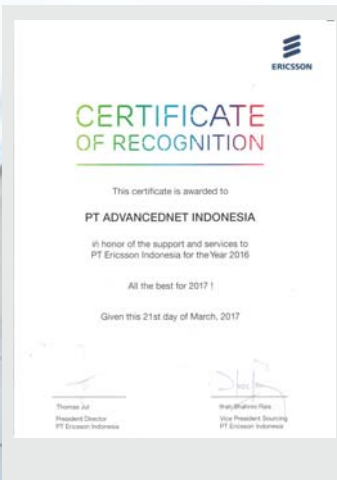 ERICSSON
CERTIFICATE
OF RECOGNITION
This certificate is awarded to
PT ADVANCEDNET INDONESIA
in honor of the support and services to
PT Ericsson Indonesia for the Year 2016
All the best for 2017 !
Given this 21st day of March, 2017
Thomas Jul
President Director
PT Ericsson Indonesia
Vice President Sourcing
PT Ericsson Indonesia